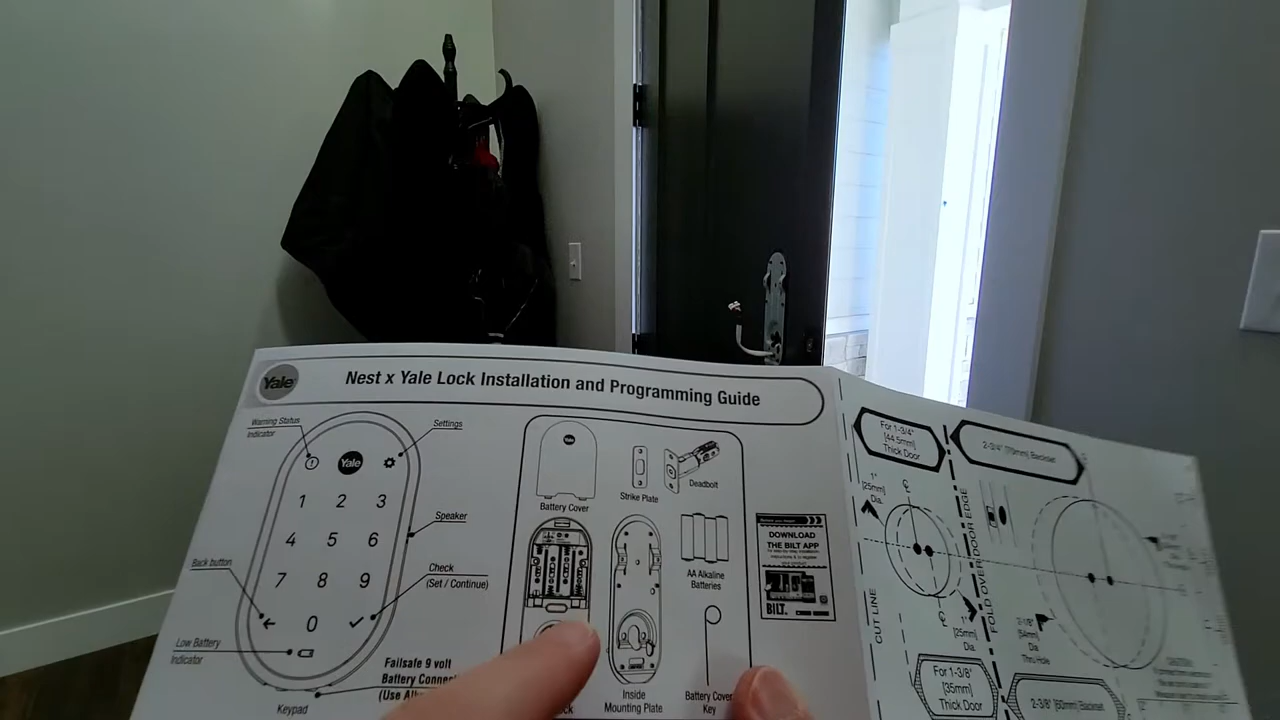 Yale
Nest x Yale Lock Installation and Programming Guide
Warning Status
Indicator
Settings
Yale
1 2 3
4 5 6
7 8 9
0
Speaker
Back button
Check
(Set / Continue)
Low Battery
Indicator
Failsafe 9 volt
Battery
(Use
Keypad
Yale
Battery Cover
Strike Plate
Deadbolt
AA Alkaline
Batteries
Inside
Mounting Plate
Battery Cover
Key
DOWNLOAD
THE BILT APP
BILT.
For 1-3/4"
[44.5mm]
Thick Door
2-3/4" [70mm] Backset
1"
[25mm]
Dia.
CUT LINE
FOLD OVER DOOR EDGE
1"
[25mm]
Dia.
2-1/8"
[54mm]
Dia.
Thru Hole
For 1-3/8"
[35mm]
Thick Door
2-3/8" [60mm] Backset